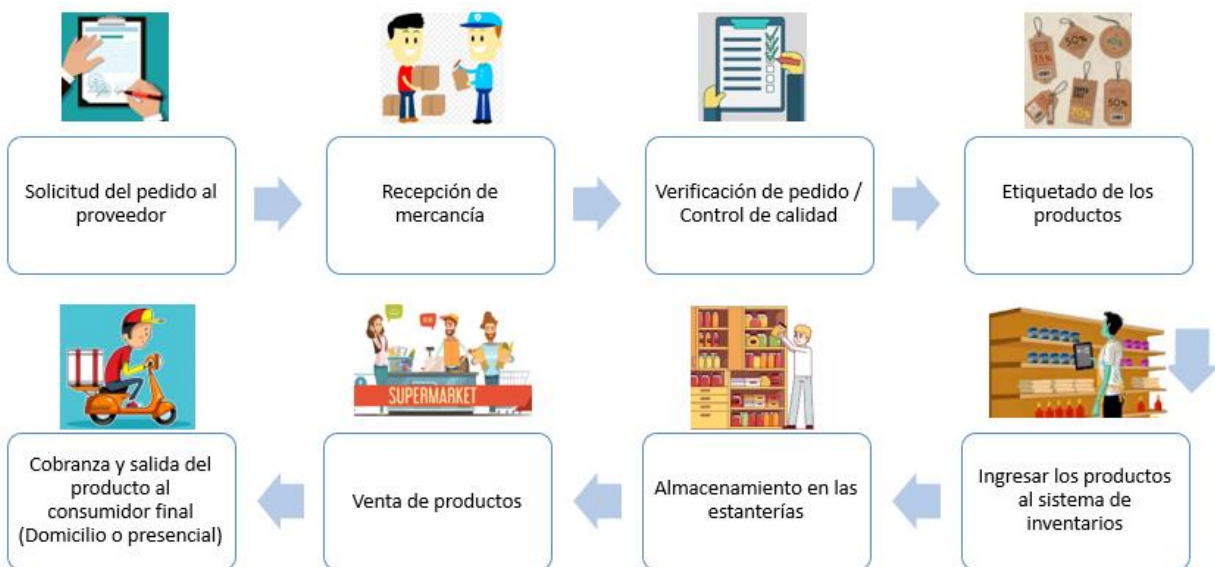 50%
50%
Solicitud del pedido al
proveedor
Recepción de
mercancía
Verificación de pedido /
Control de calidad
Etiquetado de los
productos
SUPERMARKET
Ingresar los productos
al sistema de
inventarios
Almacenamiento en las
estanterías
Venta de productos
Cobranza y salida del
producto al
consumidor final
(Domicilio o presencial)